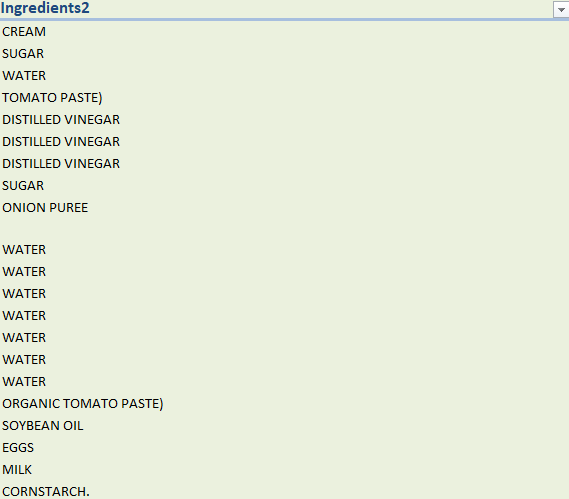 Ingredients2
CREAM
SUGAR
WATER
TOMATO PASTE)
DISTILLED VINEGAR
DISTILLED VINEGAR
DISTILLED VINEGAR
SUGAR
ONION PUREE
WATER
WATER
WATER
WATER
WATER
WATER
WATER
ORGANIC TOMATO PASTE)
SOYBEAN OIL
EGGS
MILK
CORNSTARCH.